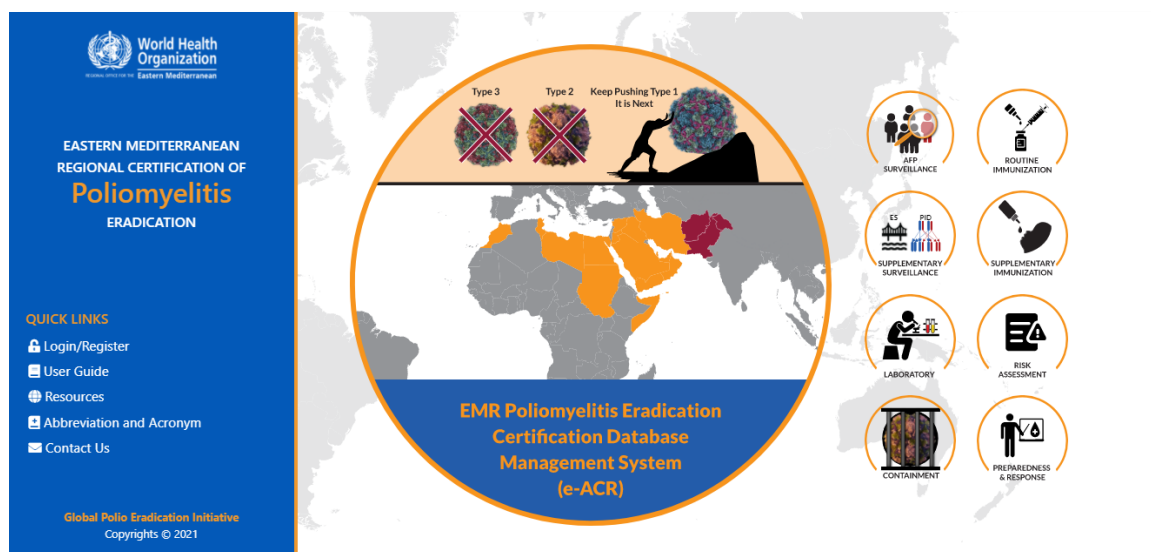 World Health
Organization
REGIONAL OFFICE FOR THE Eastern Mediterranean
EASTERN MEDITERRANEAN
REGIONAL CERTIFICATION OF
Poliomyelitis
ERADICATION
QUICK LINKS
Login/Register
User Guide
Resources
Abbreviation and Acronym
Contact Us
Global Polio Eradication Initiative
Copyrights © 2021
Type 3
Type 2
Keep Pushing Type 1
It is Next
EMR Poliomyelitis Eradication
Certification Database
Management System
(e-ACR)
AFP
SURVEILLANCE
ROUTINE
IMMUNIZATION
ES PID
SUPPLEMENTARY
SURVEILLANCE
SUPPLEMENTARY
IMMUNIZATION
LABORATORY
RISK
ASSESSMENT
CONTAINMENT
PREPAREDNESS
& RESPONSE